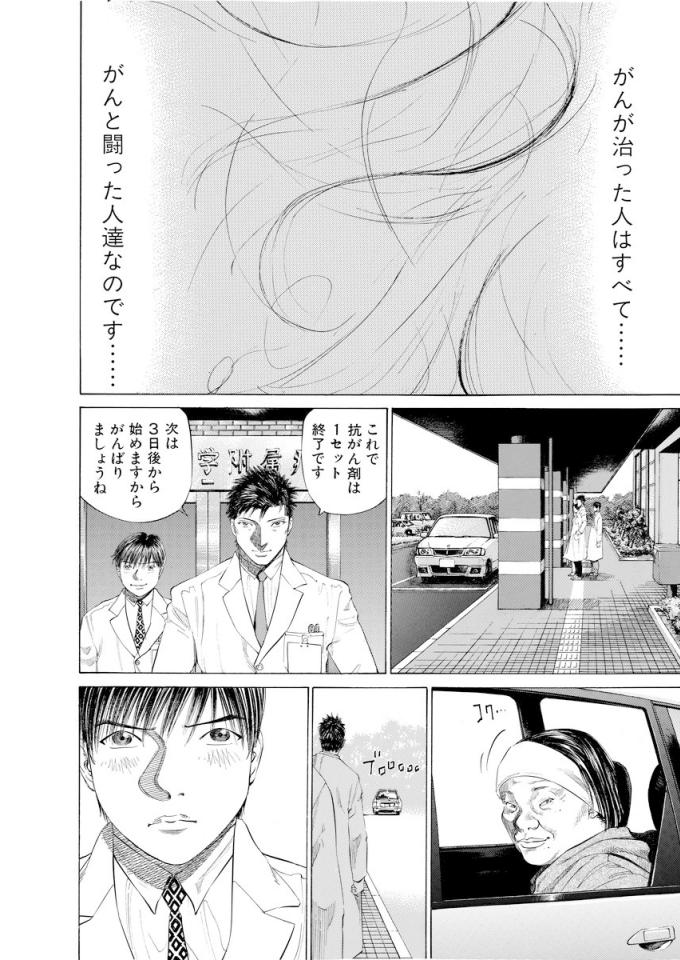 がんが治った人はすべて……
がんと闘った人達なのです……
これで
抗がん剤は
1セット
終了です
次は
3日後から
始めますから
がんばり
ましょうね
学附属
コク…
ブロロロ…